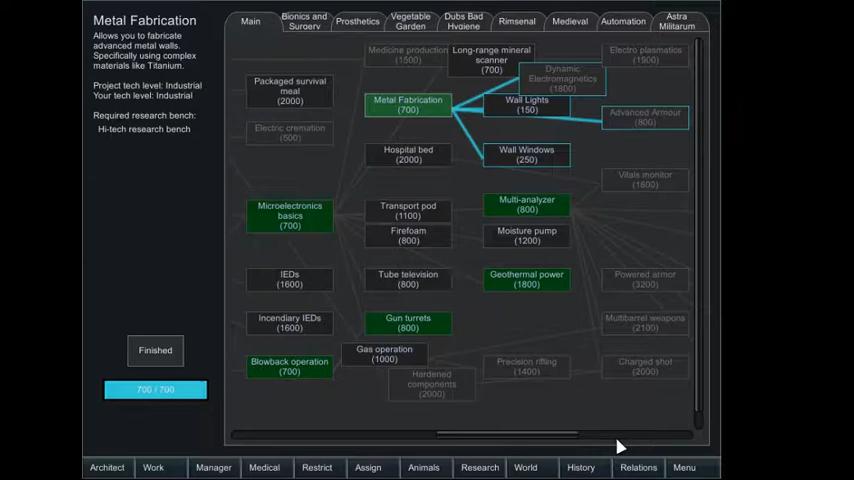 Metal Fabrication
Allows you to fabricate
advanced metal walls.
Specifically using complex
materials like Titanium.
Project tech level: Industrial
Your tech level: Industrial
Required research bench:
Hi-tech research bench
Finished
700 / 700
Main
Bionics and
Surgery
Prosthetics
Vegetable
Garden
Dubs Bad
Hygiene
Rimsenal
Medieval
Automation
Astra
Militarum
Medicine production
(1500)
Long-range mineral
scanner
(700)
Electro plasmatics
(1900)
Dynamic
Electromagnetics
(1800)
Packaged survival
meal
(2000)
Metal Fabrication
(700)
Wall Lights
(150)
Advanced Armour
(800)
Electric cremation
(500)
Hospital bed
(2000)
Wall Windows
(250)
Vitals monitor
(1600)
Microelectronics
basics
(700)
Transport pod
(1100)
Multi-analyzer
(800)
Firefoam
(800)
Moisture pump
(1200)
IEDs
(1600)
Tube television
(800)
Geothermal power
(1800)
Powered armor
(3200)
Incendiary IEDs
(1600)
Gun turrets
(800)
Multibarrel weapons
(2100)
Blowback operation
(700)
Gas operation
(1000)
Precision rifling
(1400)
Charged shot
(2000)
Hardened
components
(2000)
Architect
Work
Manager
Medical
Restrict
Assign
Animals
Research
World
History
Relations
Menu